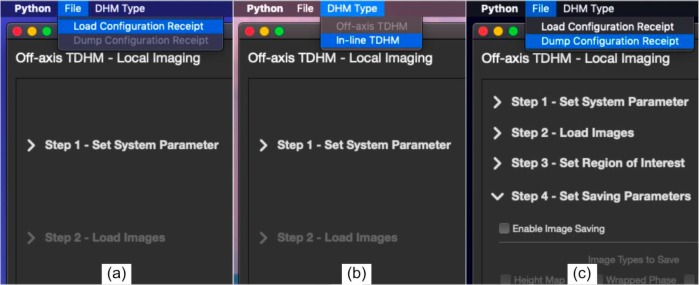 Python File DHM Type
Load Configuration Receipt
Dump Configuration Receipt
Off-axis TDHM - Local Imaging
Step 1 - Set System Parameter
Step 2 - Load Images
(a)
Python File DHM Type
Off-axis TDHM
In-line TDHM
Off-axis TDHM - Local Imaging
Step 1 - Set System Parameter
Step 2 - Load Images
(b)
Python File DHM Type
Load Configuration Receipt
Dump Configuration Receipt
Off-axis TDHM - Local Imaging
Step 1 - Set System Parameter
Step 2 - Load Images
Step 3 - Set Region of Interest
Step 4 - Set Saving Parameters
Enable Image Saving
Image Types to Save
Height Map Wrapped Phase
(c)